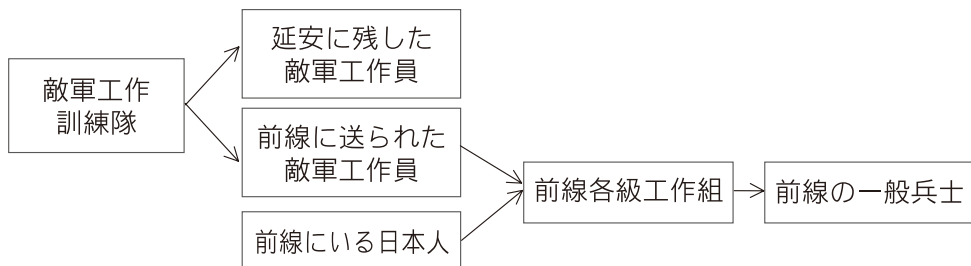 敵軍工作
訓練隊
延安に残した
敵軍工作員
前線に送られた
敵軍工作員
前線にいる日本人
前線各級工作組
前線の一般兵士